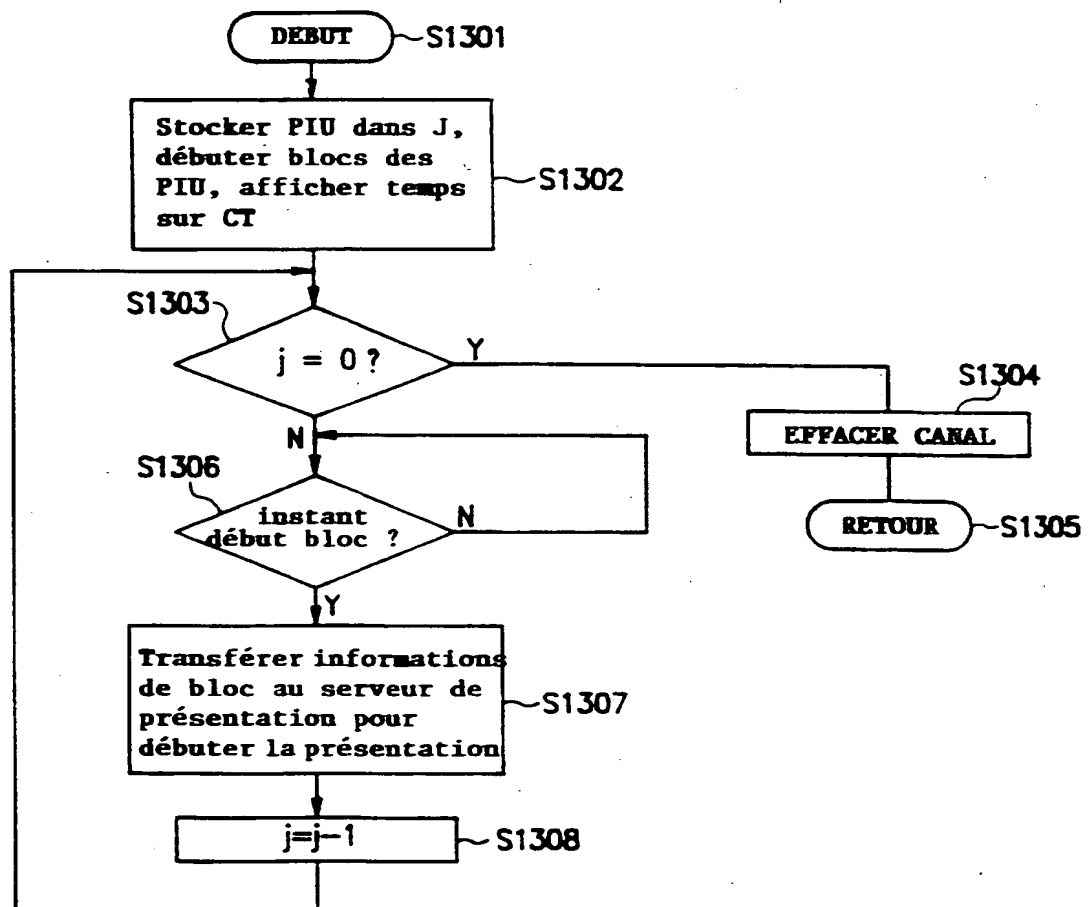 DEBUT
S1301
Stocker PIU dans J,
débuter blocs des
PIU, afficher temps
sur CT
S1302
S1303
j = 0 ?
Y
S1304
EFFACER CANAL
N
S1306
instant
début bloc ?
N
RETOUR
S1305
Y
Transférer informations
de bloc au serveur de
présentation pour
débuter la présentation
S1307
j=j-1
S1308